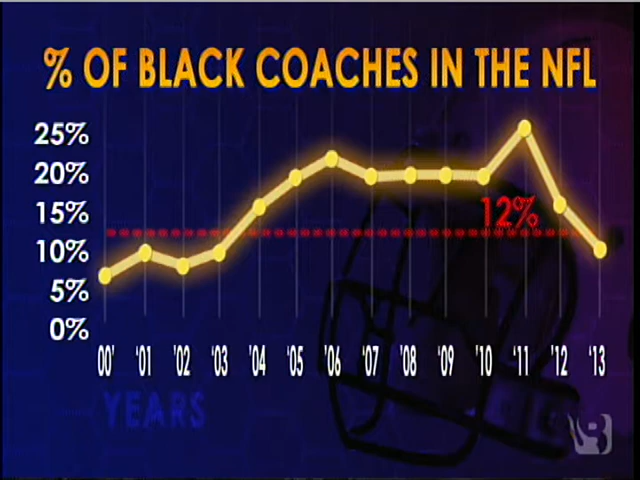 % OF BLACK COACHES IN THE NFL
25%
20%
15%
12%
10%
5%
0%
00' '01 '02 '03 '04 '05 '06 '07 '08 '09 '10 '11 '12 '13
YEARS